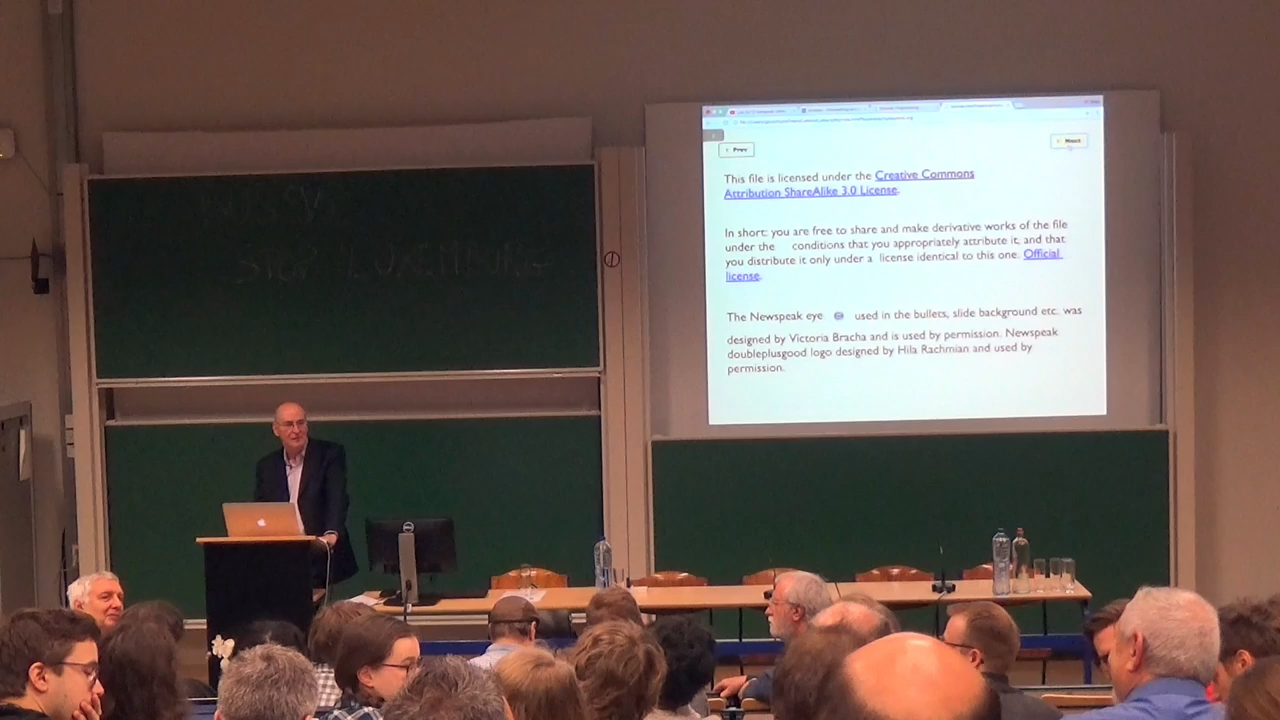 Prev
Next
This file is licensed under the Creative Commons
Attribution ShareAlike 3.0 License.
In short: you are free to share and make derivative works of the file
under the conditions that you appropriately attribute it, and that
you distribute it only under a license identical to this one. Official
license.
The Newspeak eye used in the bullets, slide background etc. was
designed by Victoria Bracha and is used by permission. Newspeak
doubleplusgood logo designed by Hila Rachmian and used by
permission.
LUXEMBURG